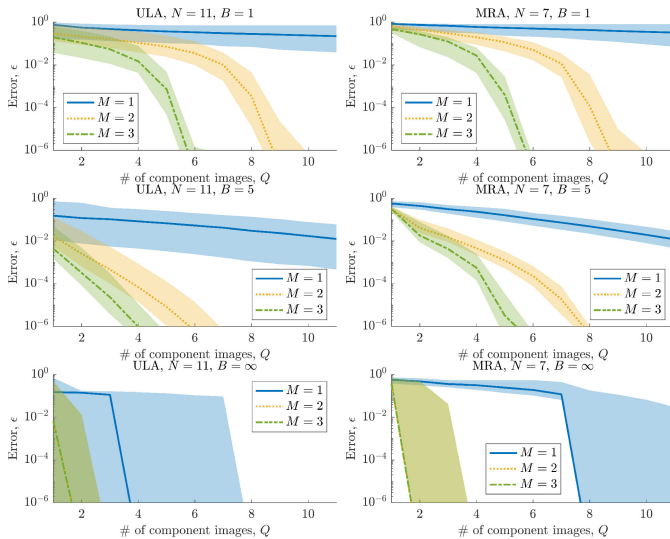 ULA, N = 11, B = 1
Error, ϵ
10^0
10^-2
10^-4
10^-6
M = 1
M = 2
M = 3
2 4 6 8 10
# of component images, Q
MRA, N = 7, B = 1
Error, ϵ
10^0
10^-2
10^-4
10^-6
M = 1
M = 2
M = 3
2 4 6 8 10
# of component images, Q
ULA, N = 11, B = 5
Error, ϵ
10^0
10^-2
10^-4
10^-6
M = 1
M = 2
M = 3
2 4 6 8 10
# of component images, Q
MRA, N = 7, B = 5
Error, ϵ
10^0
10^-2
10^-4
10^-6
M = 1
M = 2
M = 3
2 4 6 8 10
# of component images, Q
ULA, N = 11, B = ∞
Error, ϵ
10^0
10^-2
10^-4
10^-6
M = 1
M = 2
M = 3
2 4 6 8 10
# of component images, Q
MRA, N = 7, B = ∞
Error, ϵ
10^0
10^-2
10^-4
10^-6
M = 1
M = 2
M = 3
2 4 6 8 10
# of component images, Q